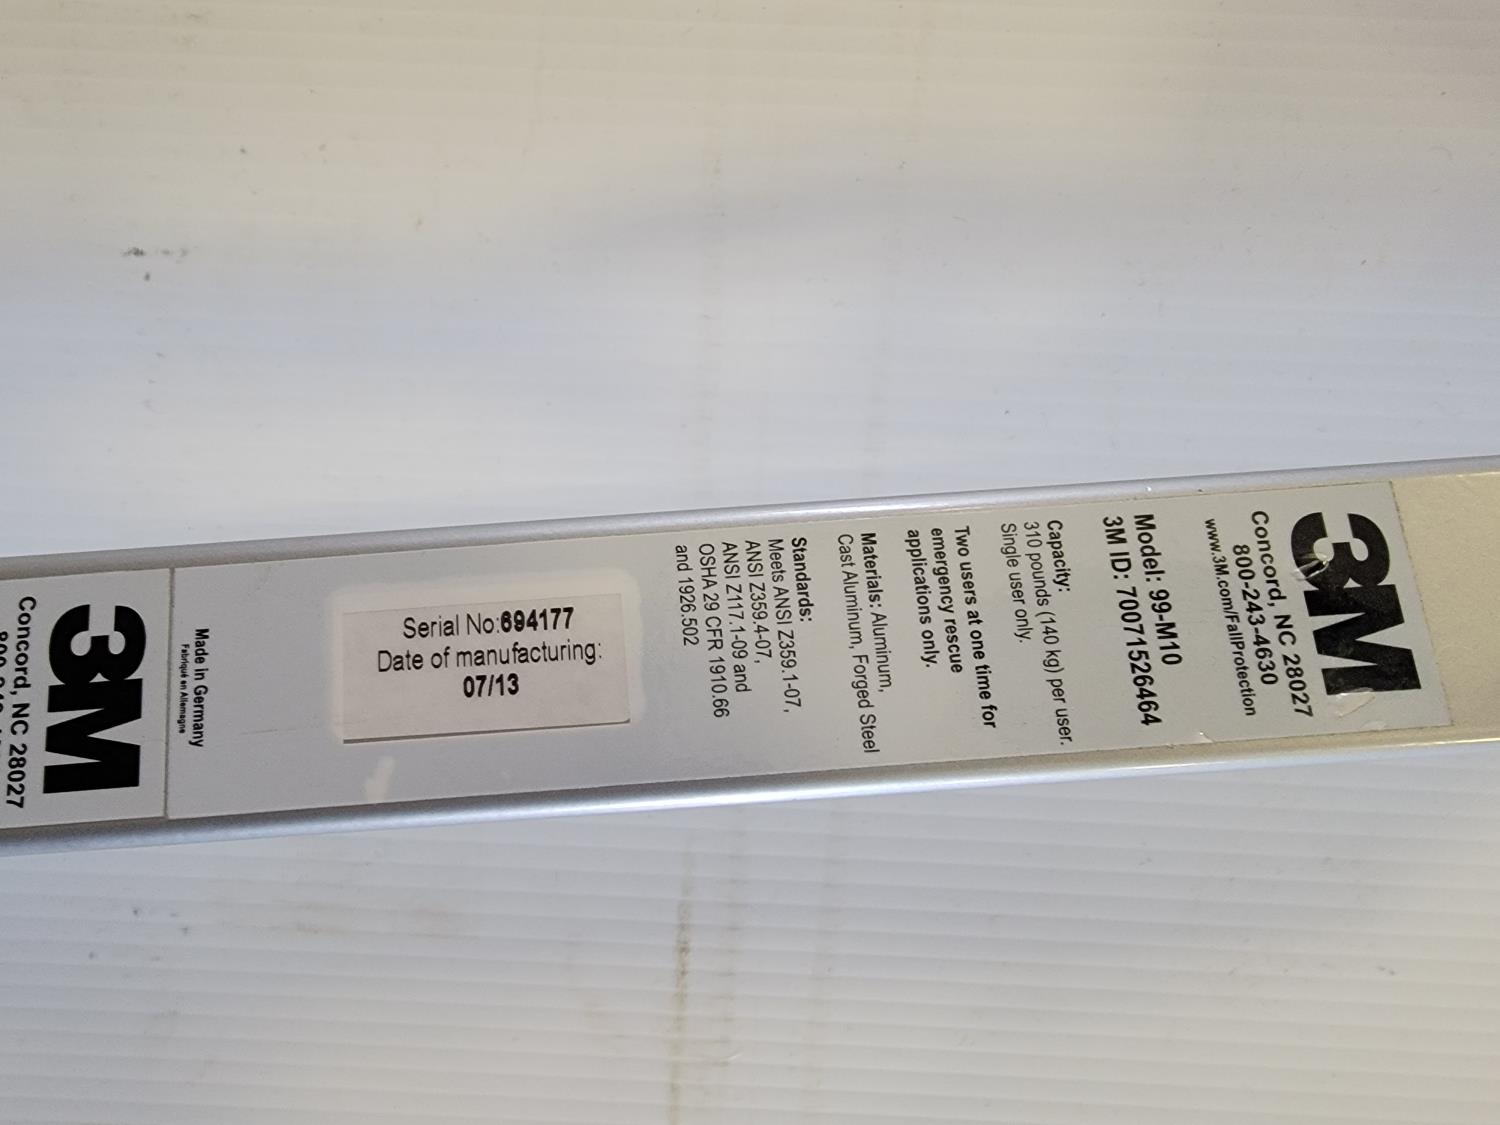 3M
Concord, NC 28027
800-243-4630
www.3M.com/FallProtection
Model: 99-M10
3M ID: 70071526464
Capacity:
310 pounds (140 kg) per user.
Single user only.
Two users at one time for
emergency rescue
applications only.
Materials: Aluminum,
Cast Aluminum, Forged Steel
Standards:
Meets ANSI Z359.1-07,
ANSI Z359.4-07,
ANSI Z117.1-09 and
OSHA 29 CFR 1910.66
and 1926.502
Serial No:694177
Date of manufacturing:
07/13
Made in Germany
Fabriqué en Allemagne
3M
Concord, NC 28027